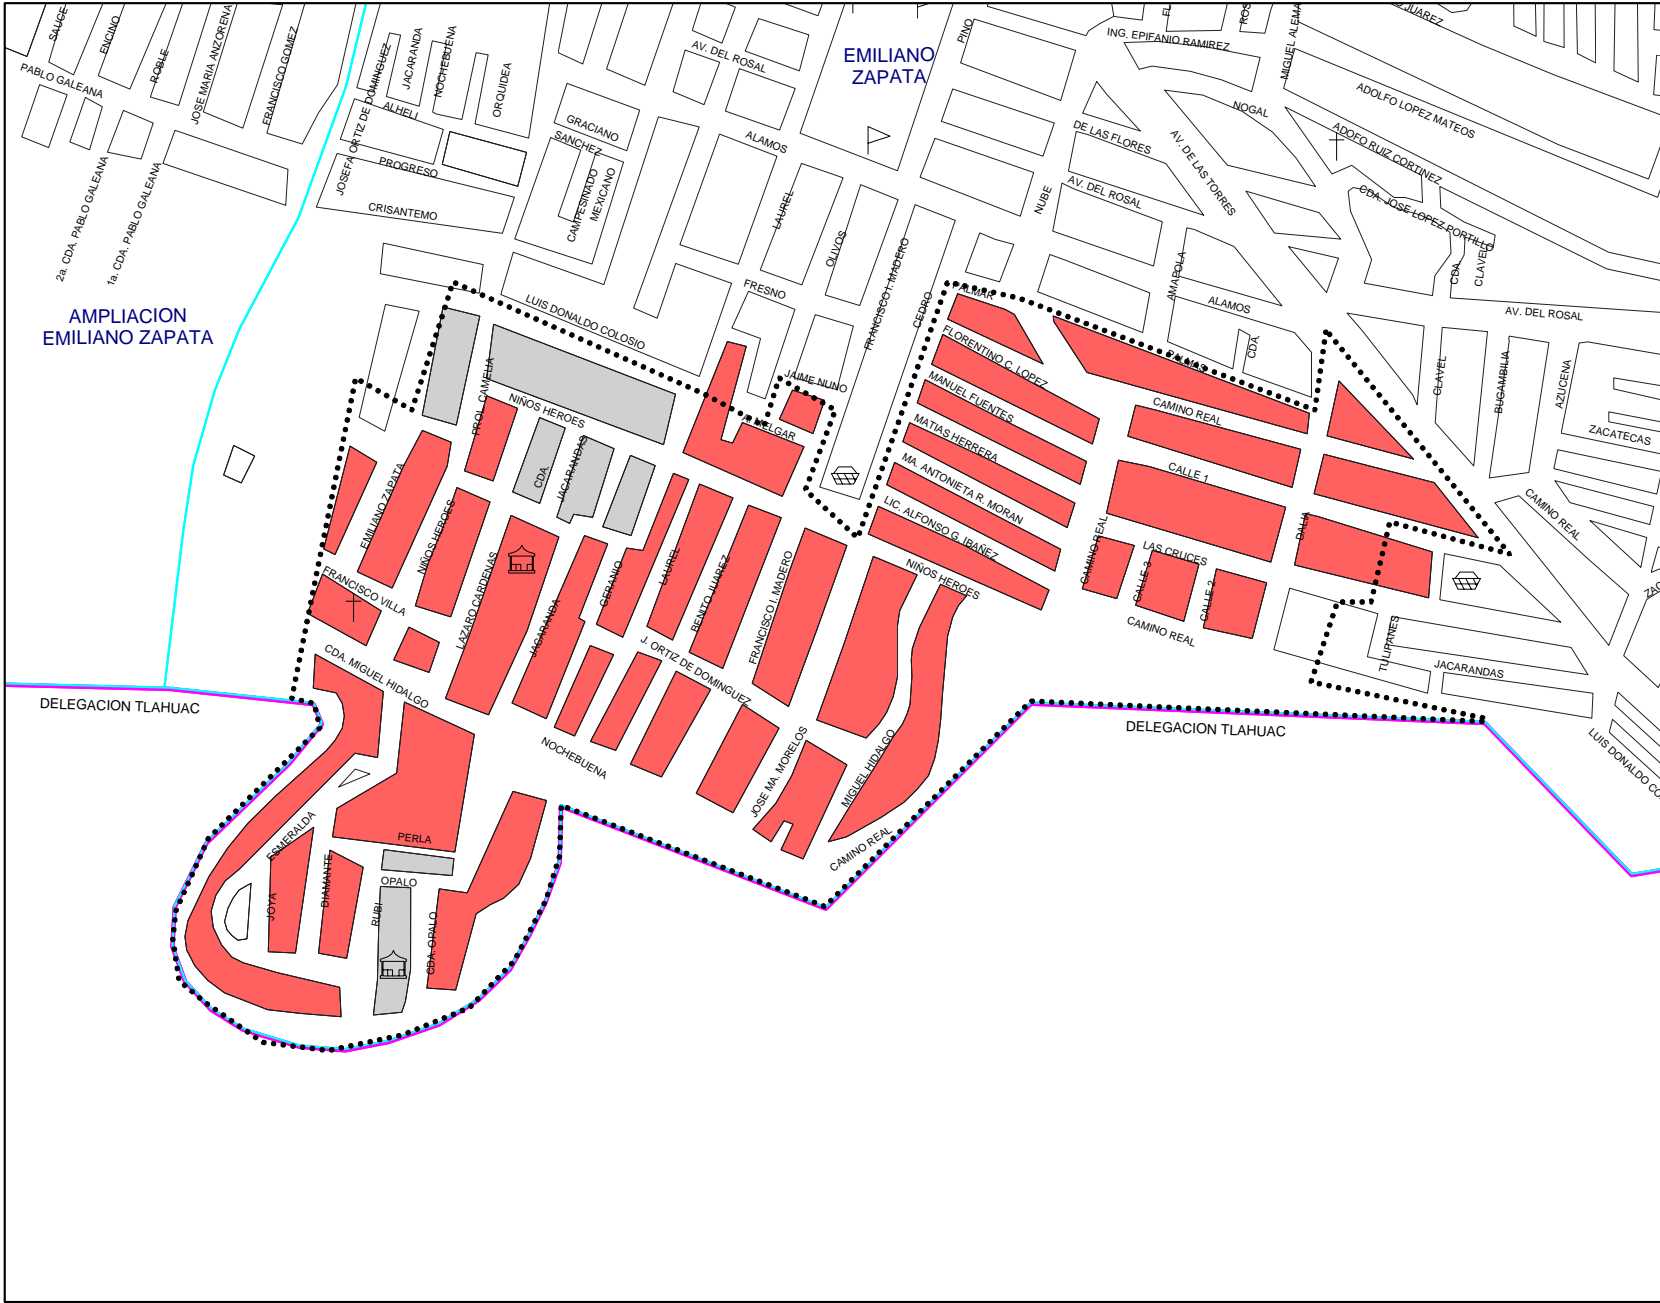 SAUCE
ENCINO
ROBLE
JOSE MARIA ANZORENA
FRANCISCO GOMEZ
PABLO GALEANA
2a. CDA. PABLO GALEANA
1a. CDA. PABLO GALEANA
JOSEFA ORTIZ DE DOMINGUEZ
JACARANDA
NOCHEBUENA
ORQUIDEA
ALHELI
PROGRESO
CRISANTEMO
GRACIANO
SANCHEZ
CAMPESINADO
MEXICANO
AV. DEL ROSAL
ALAMOS
LAUREL
OLIVOS
FRESNO
EMILIANO
ZAPATA
PINO
FRANCISCO I. MADERO
CEDRO
NUBE
ING. EPIFANIO RAMIREZ
MIGUEL ALEMA
JUAREZ
ADOLFO LOPEZ MATEOS
NOGAL
ADOFO RUIZ CORTINEZ
DE LAS FLORES
AV. DE LAS TORRES
AV. DEL ROSAL
CDA. JOSE LOPEZ PORTILLO
CDA.
CLAVEL
AMAPOLA
ALAMOS
CDA.
AV. DEL ROSAL
CLAVEL
BUGAMBILIA
AZUCENA
ZACATECAS
CAMINO REAL
AMPLIACION
EMILIANO ZAPATA
LUIS DONALDO COLOSIO
JAIME NUNO
A. MELGAR
PALMAR
PALMAS
FLORENTINO C. LOPEZ
MANUEL FUENTES
MATIAS HERRERA
MA. ANTONIETA R. MORAN
LIC. ALFONSO G. IBAÑEZ
NIÑOS HEROES
CAMINO REAL
CALLE 1
LAS CRUCES
CAMINO REAL
CALLE 3
CALLE 2
CAMINO REAL
DALIA
TULIPANES
JACARANDAS
LUIS DONALDO CO
PROL. CAMELIA
NIÑOS HEROES
CDA.
JACARANDAS
EMILIANO ZAPATA
NIÑOS HEROES
FRANCISCO VILLA
LAZARO CARDENAS
JACARANDA
GERANIO
LAUREL
BENITO JUAREZ
FRANCISCO I. MADERO
J. ORTIZ DE DOMINGUEZ
CDA. MIGUEL HIDALGO
NOCHEBUENA
JOSE MA. MORELOS
MIGUEL HIDALGO
CAMINO REAL
DELEGACION TLAHUAC
DELEGACION TLAHUAC
ESMERALDA
PERLA
OPALO
JOYA
DIAMANTE
RUBI
CDA. OPALO